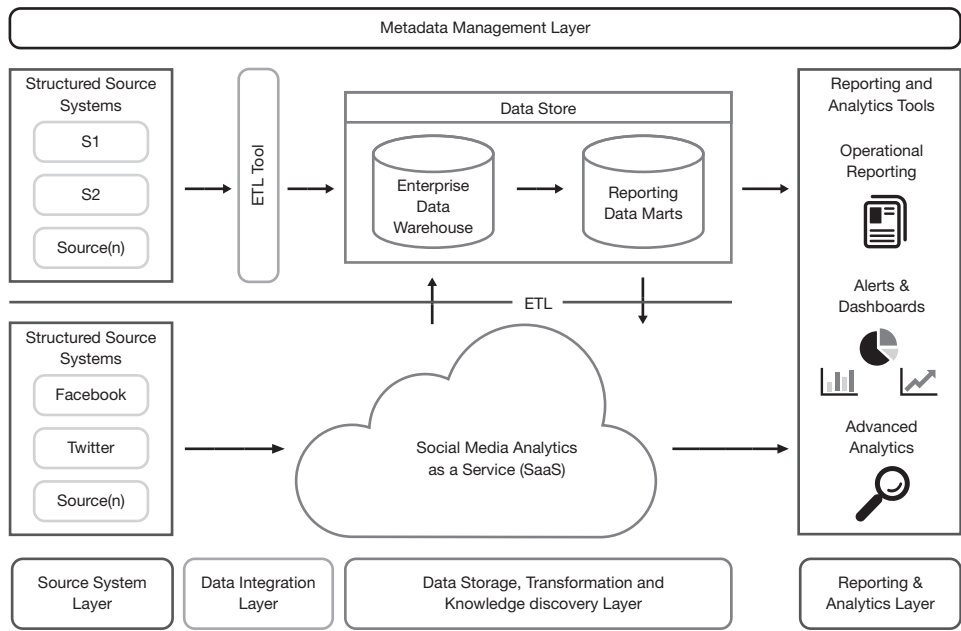 Metadata Management Layer
Structured Source
Systems
S1
S2
Source(n)
ETL Tool
Data Store
Enterprise
Data
Warehouse
Reporting
Data Marts
Reporting and
Analytics Tools
Operational
Reporting
Alerts &
Dashboards
Advanced
Analytics
ETL
Structured Source
Systems
Facebook
Twitter
Source(n)
Social Media Analytics
as a Service (SaaS)
Source System
Layer
Data Integration
Layer
Data Storage, Transformation and
Knowledge discovery Layer
Reporting &
Analytics Layer